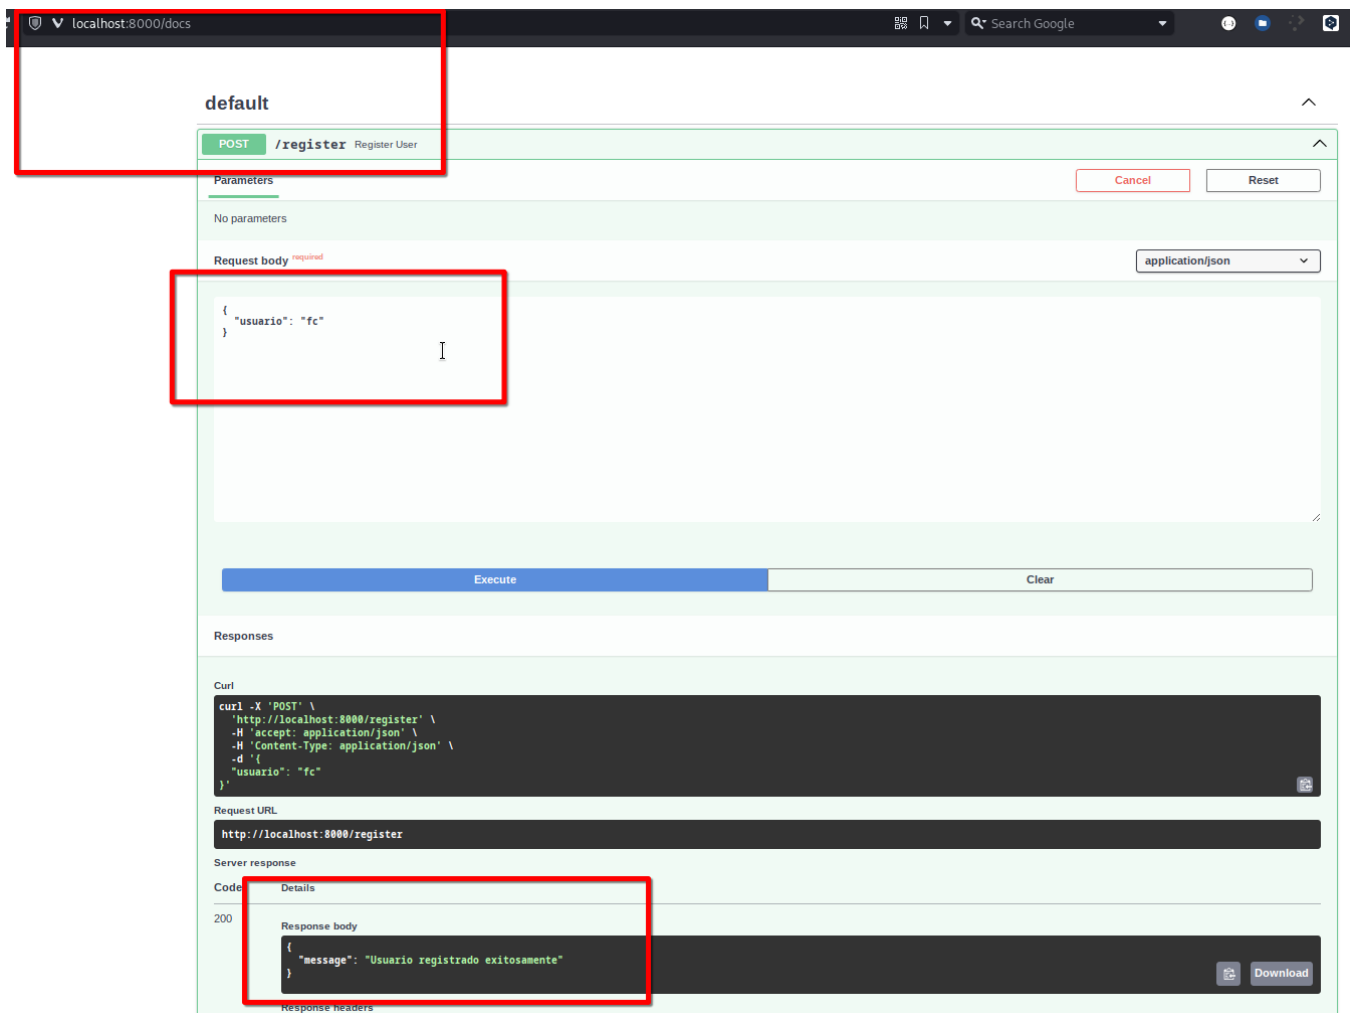 localhost:8000/docs
Search Google
default
POST /register Register User
Parameters
Cancel
Reset
No parameters
Request body required
application/json
{
"usuario": "fc"
}
Execute
Clear
Responses
Curl
curl -X 'POST' \
'http://localhost:8000/register' \
-H 'accept: application/json' \
-H 'Content-Type: application/json' \
-d '{
"usuario": "fc"
}'
Request URL
http://localhost:8000/register
Server response
Code
Details
200
Response body
{
"message": "Usuario registrado exitosamente"
}
Download
Response headers